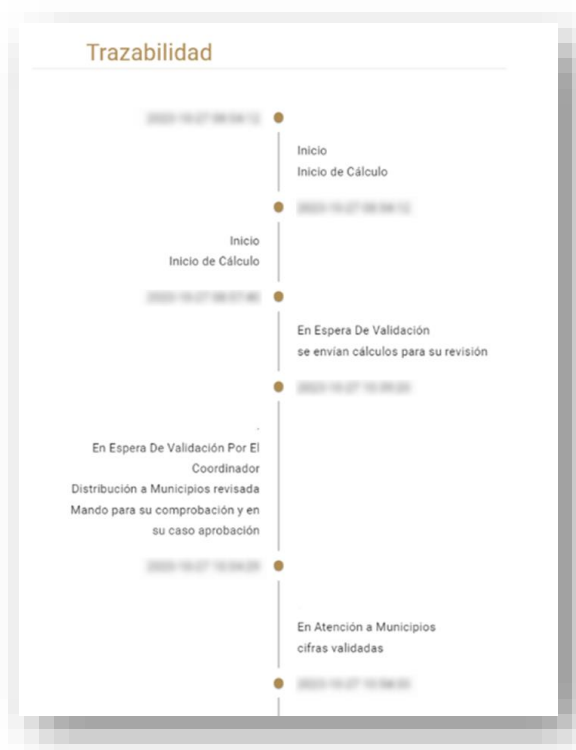 Trazabilidad
Inicio
Inicio de Cálculo
Inicio
Inicio de Cálculo
En Espera De Validación
se envían cálculos para su revisión
.
En Espera De Validación Por El
Coordinador
Distribución a Municipios revisada
Mando para su comprobación y en
su caso aprobación
En Atención a Municipios
cifras validadas